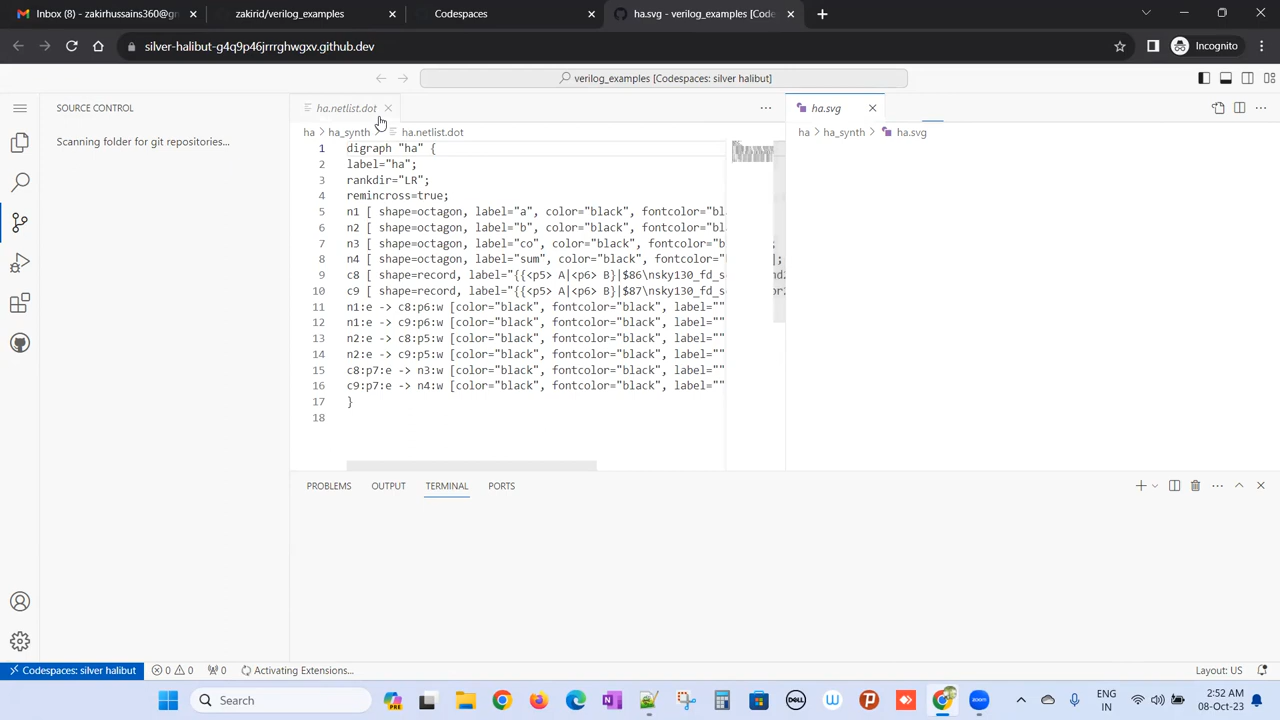 Inbox (8) - zakirhussains360@gm
zakirid/verilog_examples
Codespaces
ha.svg - verilog_examples [Cod
silver-halibut-g4q9p46jrrrghwgxv.github.dev
Incognito
verilog_examples [Codespaces: silver halibut]
SOURCE CONTROL
Scanning folder for git repositories...
ha.netlist.dot
ha > ha_synth > ha.netlist.dot
1 digraph "ha" {
2 label="ha";
3 rankdir="LR";
4 remincross=true;
5 n1 [ shape=octagon, label="a", color="black", fontcolor="bl
6 n2 [ shape=octagon, label="b", color="black", fontcolor="bla
7 n3 [ shape=octagon, label="co", color="black", fontcolor="b
8 n4 [ shape=octagon, label="sum", color="black", fontcolor="
9 c8 [ shape=record, label="{{<p5> A|<p6> B}|$86\nsky130_fd_s
10 c9 [ shape=record, label="{{<p5> A|<p6> B}|$87\nsky130_fd_s
11 n1:e -> c8:p6:w [color="black", fontcolor="black", label=""
12 n1:e -> c9:p6:w [color="black", fontcolor="black", label=""
13 n2:e -> c8:p5:w [color="black", fontcolor="black", label=""
14 n2:e -> c9:p5:w [color="black", fontcolor="black", label=""
15 c8:p7:e -> n3:w [color="black", fontcolor="black", label=""
16 c9:p7:e -> n4:w [color="black", fontcolor="black", label=""
17 }
18
ha.svg
ha > ha_synth > ha.svg
PROBLEMS OUTPUT TERMINAL PORTS
Codespaces: silver halibut
0 0 0 Activating Extensions...
Layout: US
Search
DELL
zoom
ENG
IN
2:52 AM
08-Oct-23